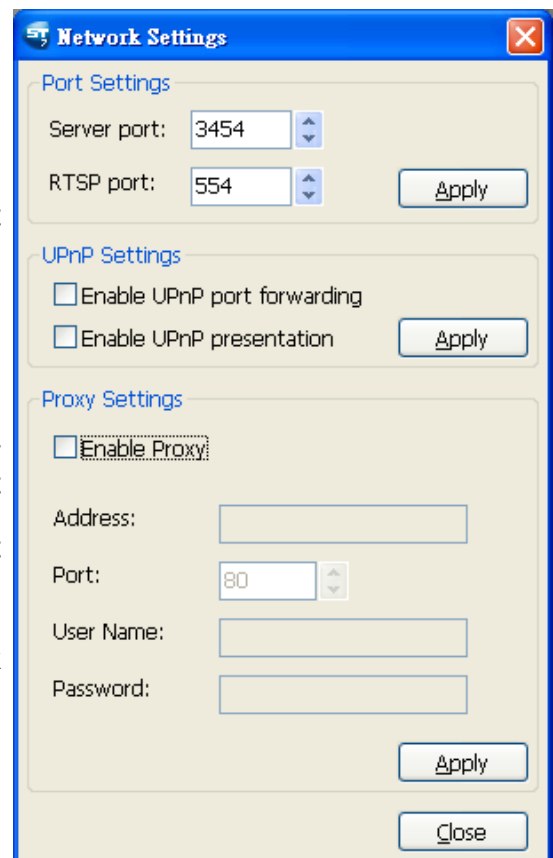 ST7 Network Settings
Port Settings
Server port: 3454
RTSP port: 554 Apply
UPnP Settings
Enable UPnP port forwarding
Enable UPnP presentation Apply
Proxy Settings
Enable Proxy
Address:
Port: 80
User Name:
Password:
Apply
Close